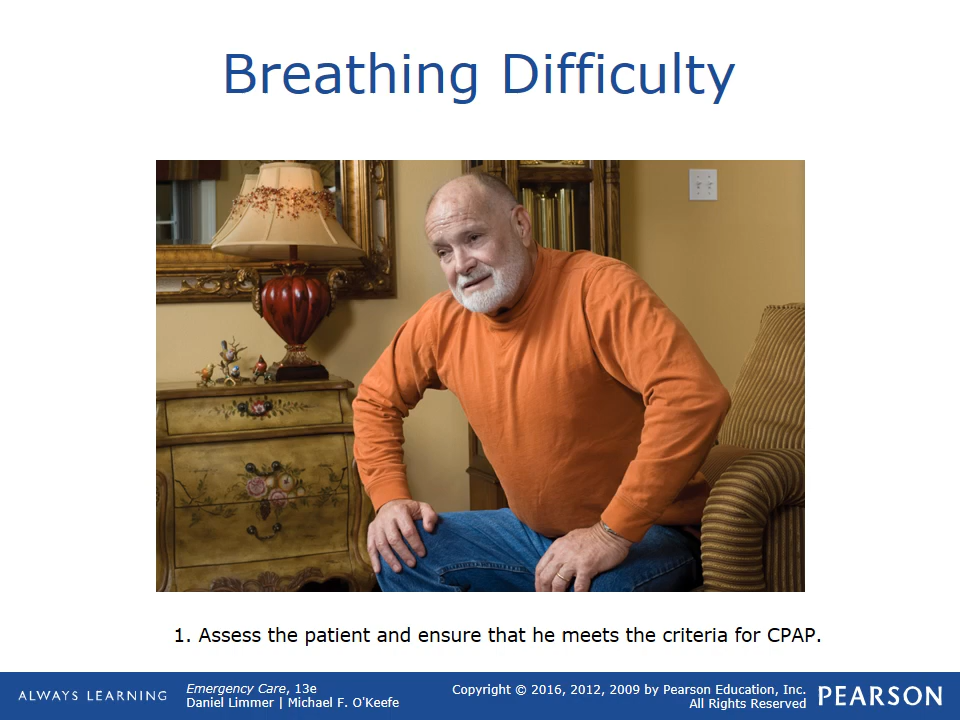 Breathing Difficulty
1. Assess the patient and ensure that he meets the criteria for CPAP.
ALWAYS LEARNING
Emergency Care, 13e
Daniel Limmer | Michael F. O'Keefe
Copyright © 2016, 2012, 2009 by Pearson Education, Inc.
All Rights Reserved
PEARSON